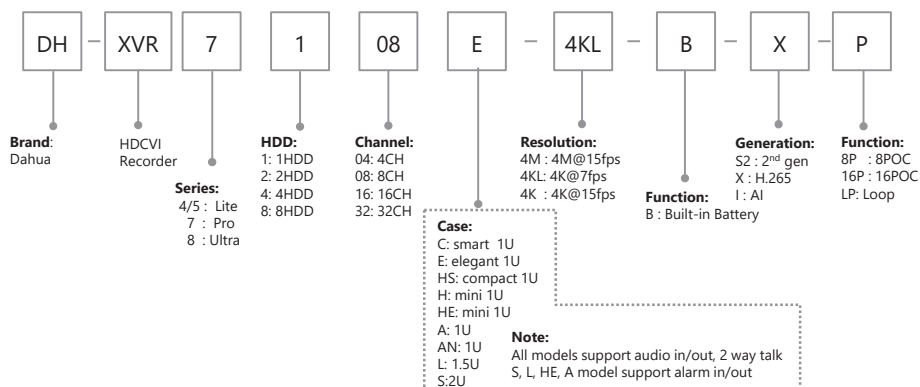 DH – XVR 7 1 08 E – 4KL – B – X – P
Brand:
Dahua
HDCVI
Recorder
Series:
4/5 : Lite
7 : Pro
8 : Ultra
HDD:
1: 1HDD
2: 2HDD
4: 4HDD
8: 8HDD
Channel:
04: 4CH
08: 8CH
16: 16CH
32: 32CH
Case:
C: smart 1U
E: elegant 1U
HS: compact 1U
H: mini 1U
HE: mini 1U
A: 1U
AN: 1U
L: 1.5U
S:2U
Resolution:
4M : 4M@15fps
4KL: 4K@7fps
4K : 4K@15fps
Function:
B : Built-in Battery
Generation:
S2 : 2nd gen
X : H.265
I : AI
Function:
8P : 8POC
16P : 16POC
LP: Loop
Note:
All models support audio in/out, 2 way talk
S, L, HE, A model support alarm in/out